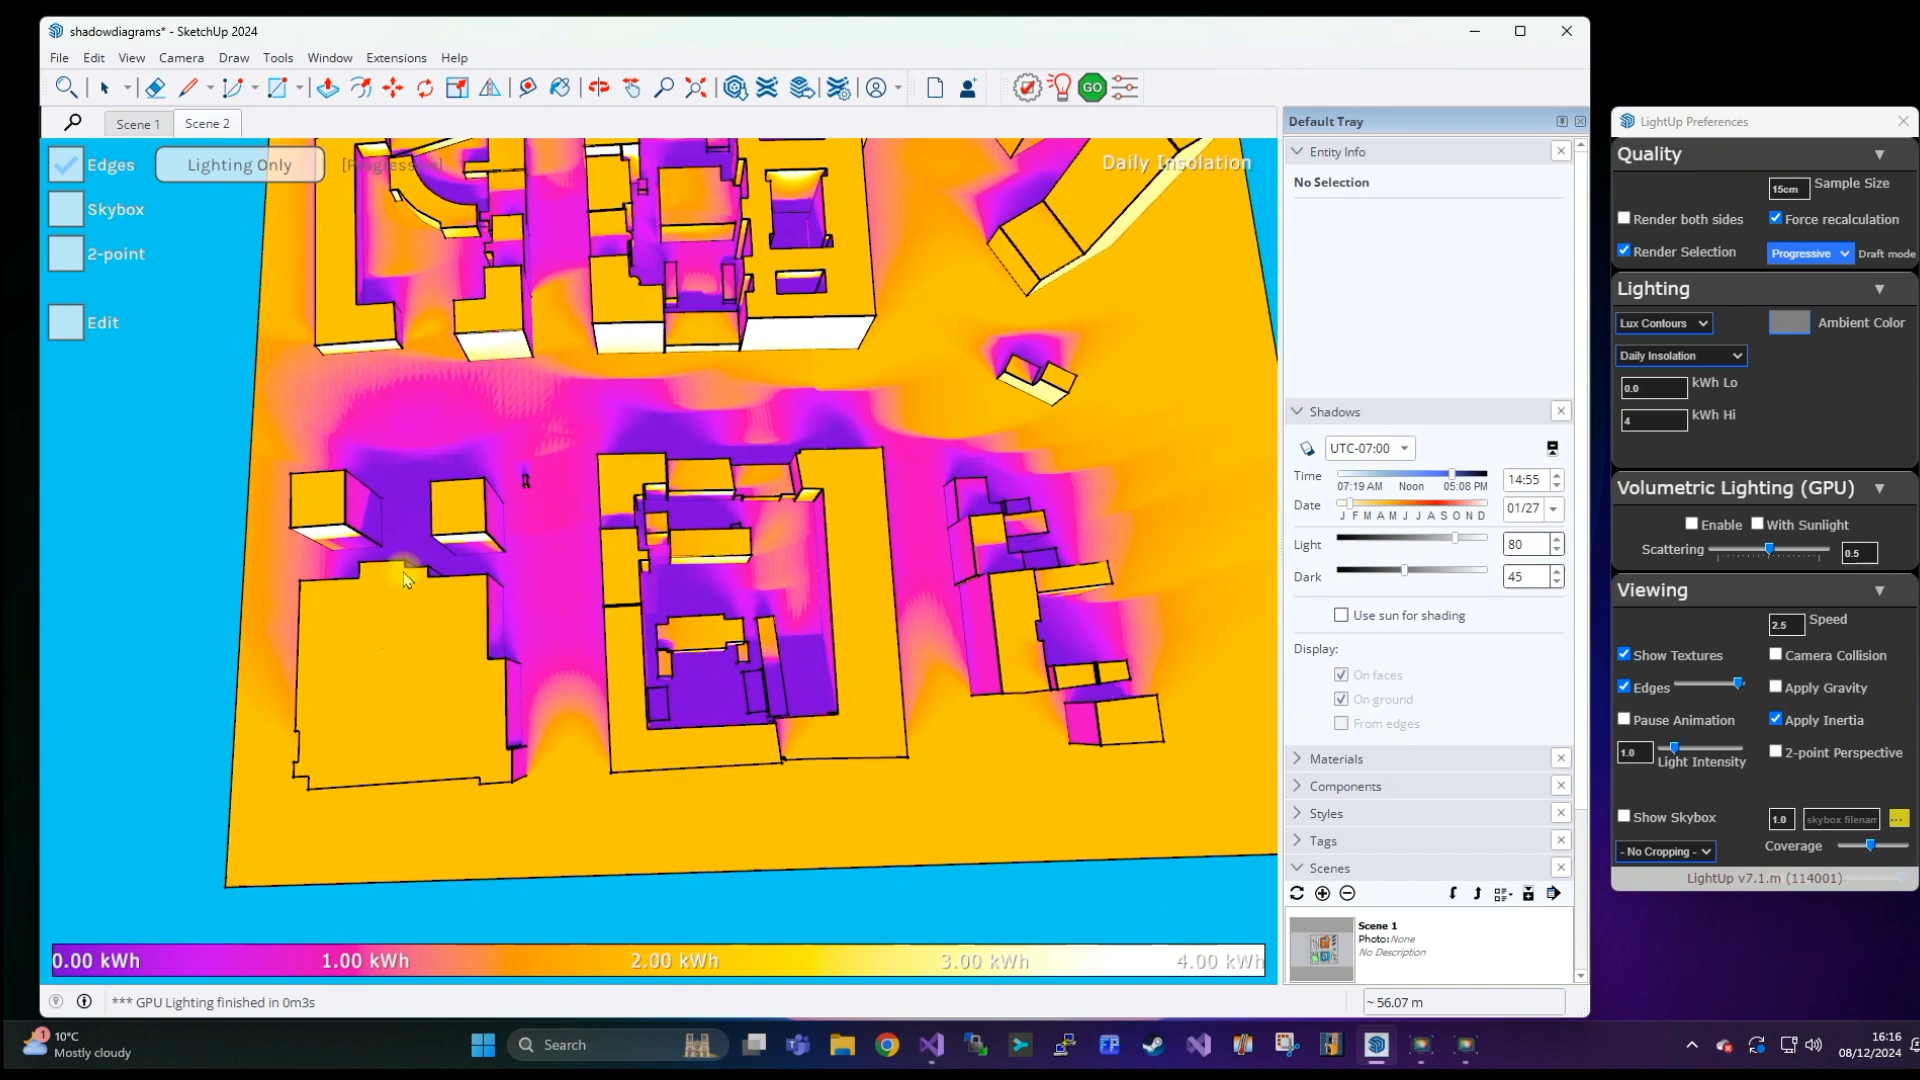 shadowdiagrams* - SketchUp 2024
File Edit View Camera Draw Tools Window Extensions Help
GO
Scene 1 Scene 2
Edges Lighting Only [Progressive] Daily Insolation
Skybox
2-point
Edit
0.00 kWh 1.00 kWh 2.00 kWh 3.00 kWh 4.00 kWh
*** GPU Lighting finished in 0m3s
~ 56.07 m
Default Tray
Entity Info
No Selection
Shadows
UTC-07:00
Time 07:19 AM Noon 05:08 PM 14:55
Date J F M A M J J A S O N D 01/27
Light 80
Dark 45
Use sun for shading
Display:
On faces
On ground
From edges
Materials
Components
Styles
Tags
Scenes
Scene 1
Photo: None
No Description
LightUp Preferences
Quality
15cm Sample Size
Render both sides Force recalculation
Render Selection Progressive Draft mode
Lighting
Lux Contours Ambient Color
Daily Insolation
0.0 kWh Lo
4 kWh Hi
Volumetric Lighting (GPU)
Enable With Sunlight
Scattering 0.5
Viewing
2.5 Speed
Show Textures Camera Collision
Edges Apply Gravity
Pause Animation Apply Inertia
1.0 Light Intensity 2-point Perspective
Show Skybox 1.0 skybox filenam ...
- No Cropping - Coverage
LightUp v7.1.m (114001)
1
10°C
Mostly cloudy
Search
FP
16:16
08/12/2024